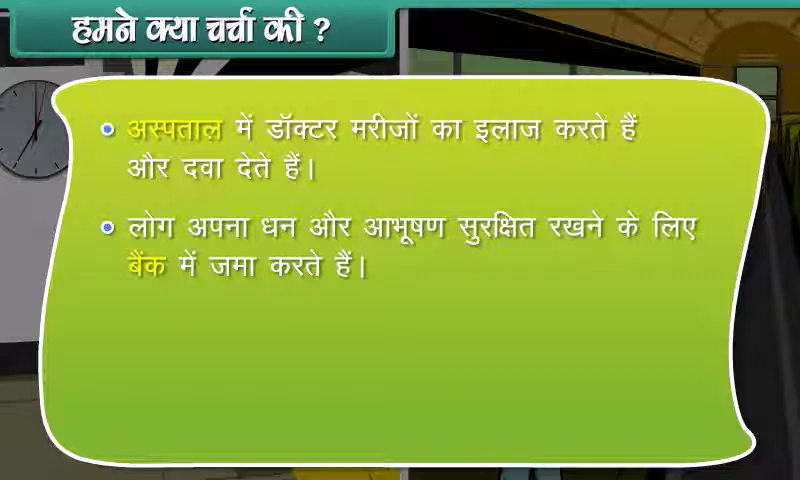 हमने क्या चर्चा की ?
अस्पताल में डॉक्टर मरीजों का इलाज करते हैं
और दवा देते हैं।
लोग अपना धन और आभूषण सुरक्षित रखने के लिए
बैंक में जमा करते हैं।